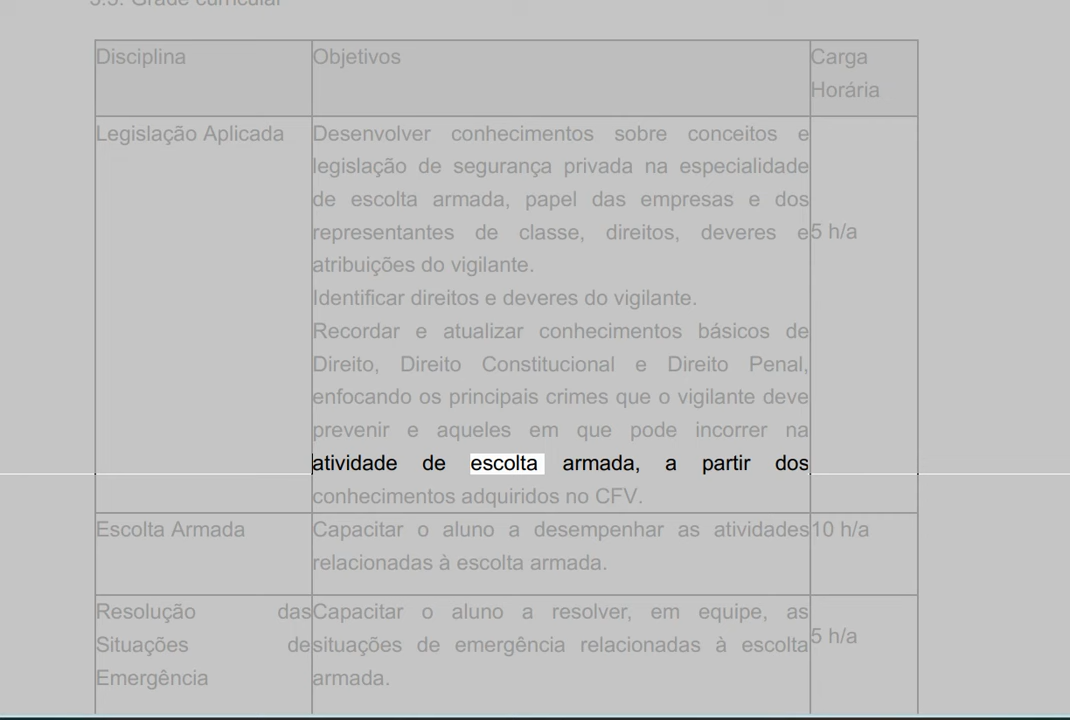 3.3. Grade curricular
Disciplina
Objetivos
Carga
Horária
Legislação Aplicada
Desenvolver conhecimentos sobre conceitos e
legislação de segurança privada na especialidade
de escolta armada, papel das empresas e dos
representantes de classe, direitos, deveres e
atribuições do vigilante.
Identificar direitos e deveres do vigilante.
Recordar e atualizar conhecimentos básicos de
Direito, Direito Constitucional e Direito Penal,
enfocando os principais crimes que o vigilante deve
prevenir e aqueles em que pode incorrer na
atividade de escolta armada, a partir dos
conhecimentos adquiridos no CFV.
5 h/a
Escolta Armada
Capacitar o aluno a desempenhar as atividades
relacionadas à escolta armada.
10 h/a
Resolução das
Situações de
Emergência
Capacitar o aluno a resolver, em equipe, as
situações de emergência relacionadas à escolta
armada.
5 h/a